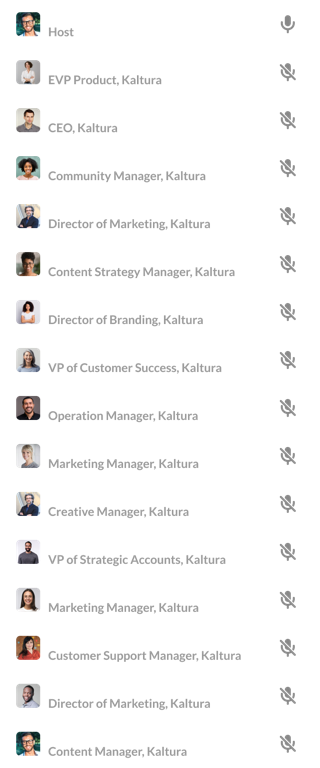 Host
EVP Product, Kaltura
CEO, Kaltura
Community Manager, Kaltura
Director of Marketing, Kaltura
Content Strategy Manager, Kaltura
Director of Branding, Kaltura
VP of Customer Success, Kaltura
Operation Manager, Kaltura
Marketing Manager, Kaltura
Creative Manager, Kaltura
VP of Strategic Accounts, Kaltura
Marketing Manager, Kaltura
Customer Support Manager, Kaltura
Director of Marketing, Kaltura
Content Manager, Kaltura